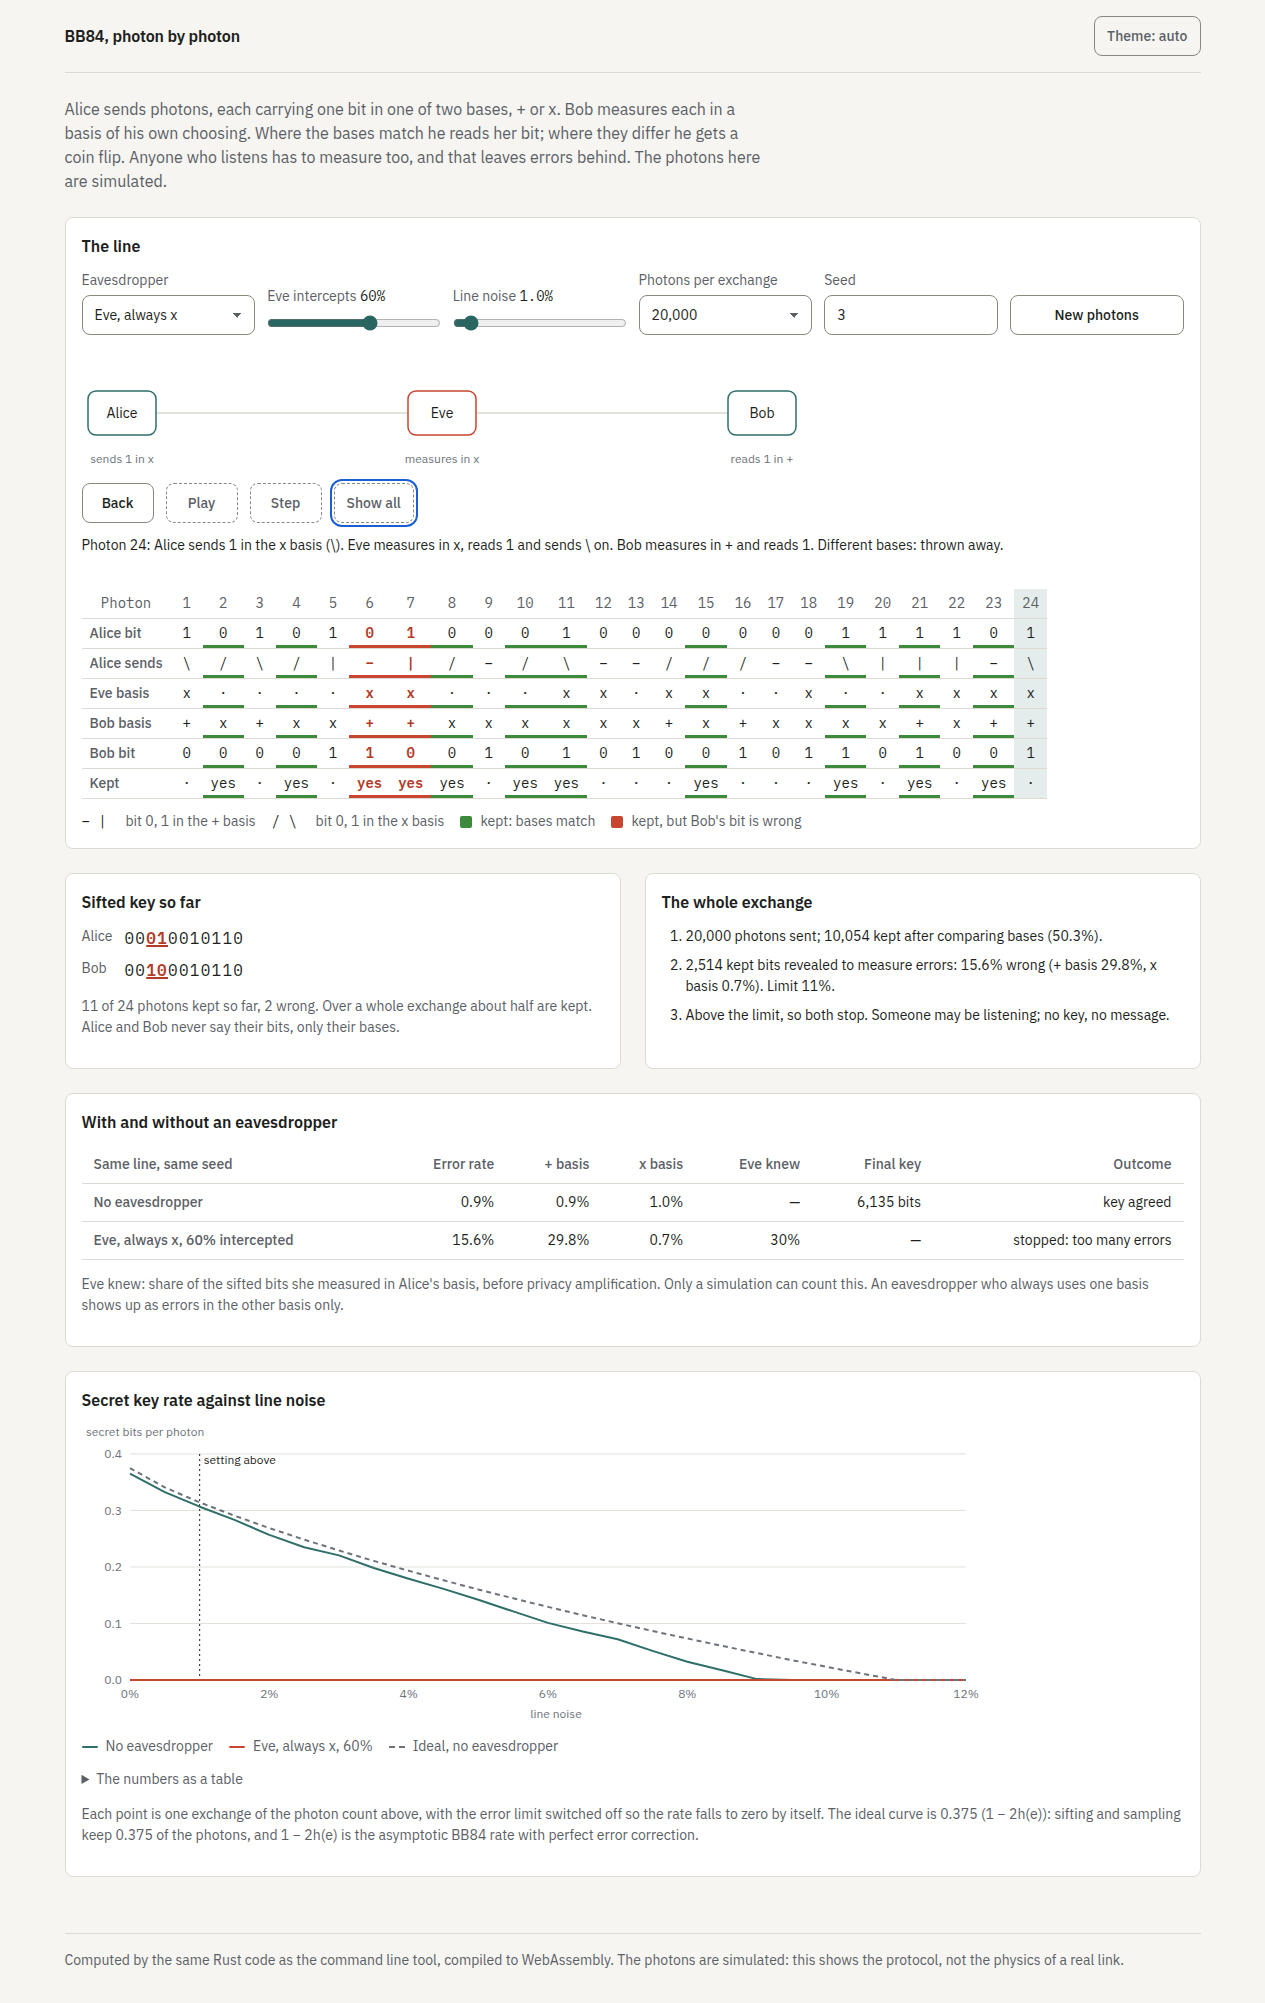 BB84, photon by photon
Theme: auto
Alice sends photons, each carrying one bit in one of two bases, + or x. Bob measures each in a
basis of his own choosing. Where the bases match he reads her bit; where they differ he gets a
coin flip. Anyone who listens has to measure too, and that leaves errors behind. The photons here
are simulated.
The line
Eavesdropper
Eve intercepts 60%
Line noise 1.0%
Photons per exchange
Seed
Eve, always x
20,000
3
New photons
Alice
Eve
Bob
sends 1 in x
measures in x
reads 1 in +
Back
Play
Step
Show all
Photon 24: Alice sends 1 in the x basis (\). Eve measures in x, reads 1 and sends \ on. Bob measures in + and reads 1. Different bases: thrown away.
Photon 1 2 3 4 5 6 7 8 9 10 11 12 13 14 15 16 17 18 19 20 21 22 23 24
Alice bit 1 0 1 0 1 0 1 0 0 0 1 0 0 0 0 0 0 0 1 1 1 1 0 1
Alice sends \ / \ / | – | / – / \ – – / / / – – \ | | | – \
Eve basis x · · · · x x · · · x x · x x · · x · · x x x x
Bob basis + x + x x + + x x x x x x + x + x x x x + x + +
Bob bit 0 0 0 0 1 1 0 0 1 0 1 0 1 0 0 1 0 1 1 0 1 0 0 1
Kept · yes · yes · yes yes yes · yes yes · · · yes · · · yes · yes · yes ·
– | bit 0, 1 in the + basis / \ bit 0, 1 in the x basis kept: bases match kept, but Bob's bit is wrong
Sifted key so far
Alice 00010010110
Bob 00100010110
11 of 24 photons kept so far, 2 wrong. Over a whole exchange about half are kept.
Alice and Bob never say their bits, only their bases.
The whole exchange
1. 20,000 photons sent; 10,054 kept after comparing bases (50.3%).
2. 2,514 kept bits revealed to measure errors: 15.6% wrong (+ basis 29.8%, x
basis 0.7%). Limit 11%.
3. Above the limit, so both stop. Someone may be listening; no key, no message.
With and without an eavesdropper
Same line, same seed Error rate + basis x basis Eve knew Final key Outcome
No eavesdropper 0.9% 0.9% 1.0% — 6,135 bits key agreed
Eve, always x, 60% intercepted 15.6% 29.8% 0.7% 30% — stopped: too many errors
Eve knew: share of the sifted bits she measured in Alice's basis, before privacy amplification. Only a simulation can count this. An eavesdropper who always uses one basis
shows up as errors in the other basis only.
Secret key rate against line noise
secret bits per photon
0.4
setting above
0.3
0.2
0.1
0.0
0% 2% 4% 6% 8% 10% 12%
line noise
No eavesdropper Eve, always x, 60% Ideal, no eavesdropper
The numbers as a table
Each point is one exchange of the photon count above, with the error limit switched off so the rate falls to zero by itself. The ideal curve is 0.375 (1 – 2h(e)): sifting and sampling
keep 0.375 of the photons, and 1 – 2h(e) is the asymptotic BB84 rate with perfect error correction.
Computed by the same Rust code as the command line tool, compiled to WebAssembly. The photons are simulated: this shows the protocol, not the physics of a real link.